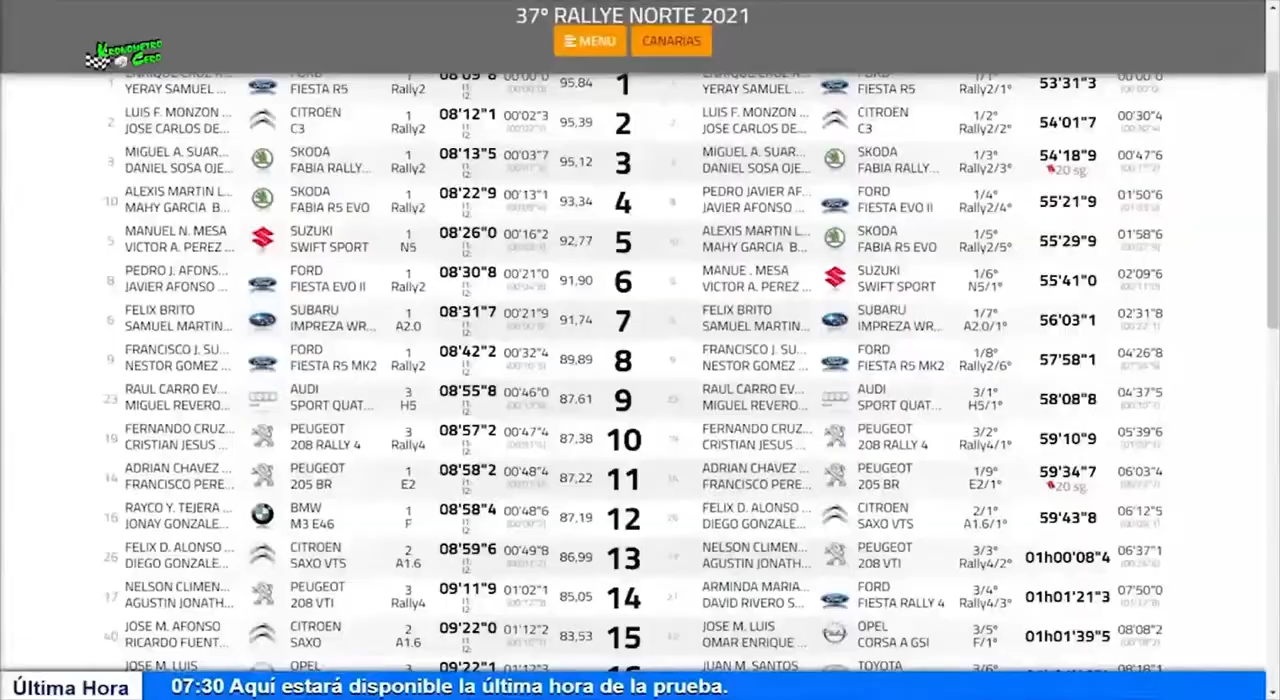 37º RALLYE NORTE 2021
KRONOMETRO CERO
MENU CANARIAS
YERAY SAMUEL ... FIESTA R5 Rally2 95,84 1 YERAY SAMUEL ... FIESTA R5 Rally2/1º 53'31"3
2 LUIS F. MONZON CITROËN 1 08'12"1 00'02"3 95,39 2 LUIS F. MONZON CITROËN 1/2º 54'01"7 00'30"4
JOSE CARLOS DE... C3 Rally2 JOSE CARLOS DE... C3 Rally2/2º
3 MIGUEL A. SUAR... SKODA 1 08'13"5 00'03"7 95,12 3 MIGUEL A. SUAR... SKODA 1/3º 54'18"9 00'47"6
DANIEL SOSA OJE... FABIA RALLY... Rally2 DANIEL SOSA OJE... FABIA RALLY... Rally2/3º 20 sg.
10 ALEXIS MARTIN L... SKODA 1 08'22"9 00'13"1 93,34 4 PEDRO JAVIER AF... FORD 1/4º 55'21"9 01'50"6
MAHY GARCIA B... FABIA R5 EVO Rally2 JAVIER AFONSO ... FIESTA EVO II Rally2/4º
5 MANUEL N. MESA SUZUKI 1 08'26"0 00'16"2 92,77 5 ALEXIS MARTIN L... SKODA 1/5º 55'29"9 01'58"6
VICTOR A. PEREZ ... SWIFT SPORT N5 MAHY GARCIA B... FABIA R5 EVO Rally2/5º
8 PEDRO J. AFONS... FORD 1 08'30"8 00'21"0 91,90 6 MANUE . MESA SUZUKI 1/6º 55'41"0 02'09"6
JAVIER AFONSO ... FIESTA EVO II Rally2 VICTOR A. PEREZ ... SWIFT SPORT N5/1º
6 FELIX BRITO SUBARU 1 08'31"7 00'21"9 91,74 7 FELIX BRITO SUBARU 1/7º 56'03"1 02'31"8
SAMUEL MARTIN... IMPREZA WR... A2.0 SAMUEL MARTIN... IMPREZA WR... A2.0/1º
9 FRANCISCO J. SU... FORD 1 08'42"2 00'32"4 89,89 8 FRANCISCO J. SU... FORD 1/8º 57'58"1 04'26"8
NESTOR GOMEZ ... FIESTA R5 MK2 Rally2 NESTOR GOMEZ ... FIESTA R5 MK2 Rally2/6º
23 RAUL CARRO EV... AUDI 3 08'55"8 00'46"0 87,61 9 RAUL CARRO EV... AUDI 3/1º 58'08"8 04'37"5
MIGUEL REVERO... SPORT QUAT... H5 MIGUEL REVERO... SPORT QUAT... H5/1º
19 FERNANDO CRUZ... PEUGEOT 3 08'57"2 00'47"4 87,38 10 FERNANDO CRUZ... PEUGEOT 3/2º 59'10"9 05'39"6
CRISTIAN JESUS ... 208 RALLY 4 Rally4 CRISTIAN JESUS ... 208 RALLY 4 Rally4/1º
14 ADRIAN CHAVEZ ... PEUGEOT 1 08'58"2 00'48"4 87,22 11 ADRIAN CHAVEZ ... PEUGEOT 1/9º 59'34"7 06'03"4
FRANCISCO PERE... 205 BR E2 FRANCISCO PERE... 205 BR E2/1º 20 sg.
16 RAYCO Y. TEJERA BMW 1 08'58"4 00'48"6 87,19 12 FELIX D. ALONSO ... CITROËN 2/1º 59'43"8 06'12"5
JONAY GONZALE... M3 E46 F DIEGO GONZALE... SAXO VTS A1.6/1º
26 FELIX D. ALONSO ... CITROËN 2 08'59"6 00'49"8 86,99 13 NELSON CLIMEN... PEUGEOT 3/3º 01h00'08"4 06'37"1
DIEGO GONZALE... SAXO VTS A1.6 AGUSTIN JONATH... 208 VTI Rally4/2º
17 NELSON CLIMEN... PEUGEOT 3 09'11"9 01'02"1 85,05 14 ARMINDA MARIA... FORD 3/4º 01h01'21"3 07'50"0
AGUSTIN JONATH... 208 VTI Rally4 DAVID RIVERO S... FIESTA RALLY 4 Rally4/3º
40 JOSE M. AFONSO CITROËN 2 09'22"0 01'12"2 83,53 15 JOSE M. LUIS OPEL 3/5º 01h01'39"5 08'08"2
RICARDO FUENT... SAXO A1.6 OMAR ENRIQUE ... CORSA A GSI F/1º
JOSE M. LUIS OPEL 09'22"1 JUAN M. SANTOS TOYOTA
Última Hora 07:30 Aquí estará disponible la última hora de la prueba.